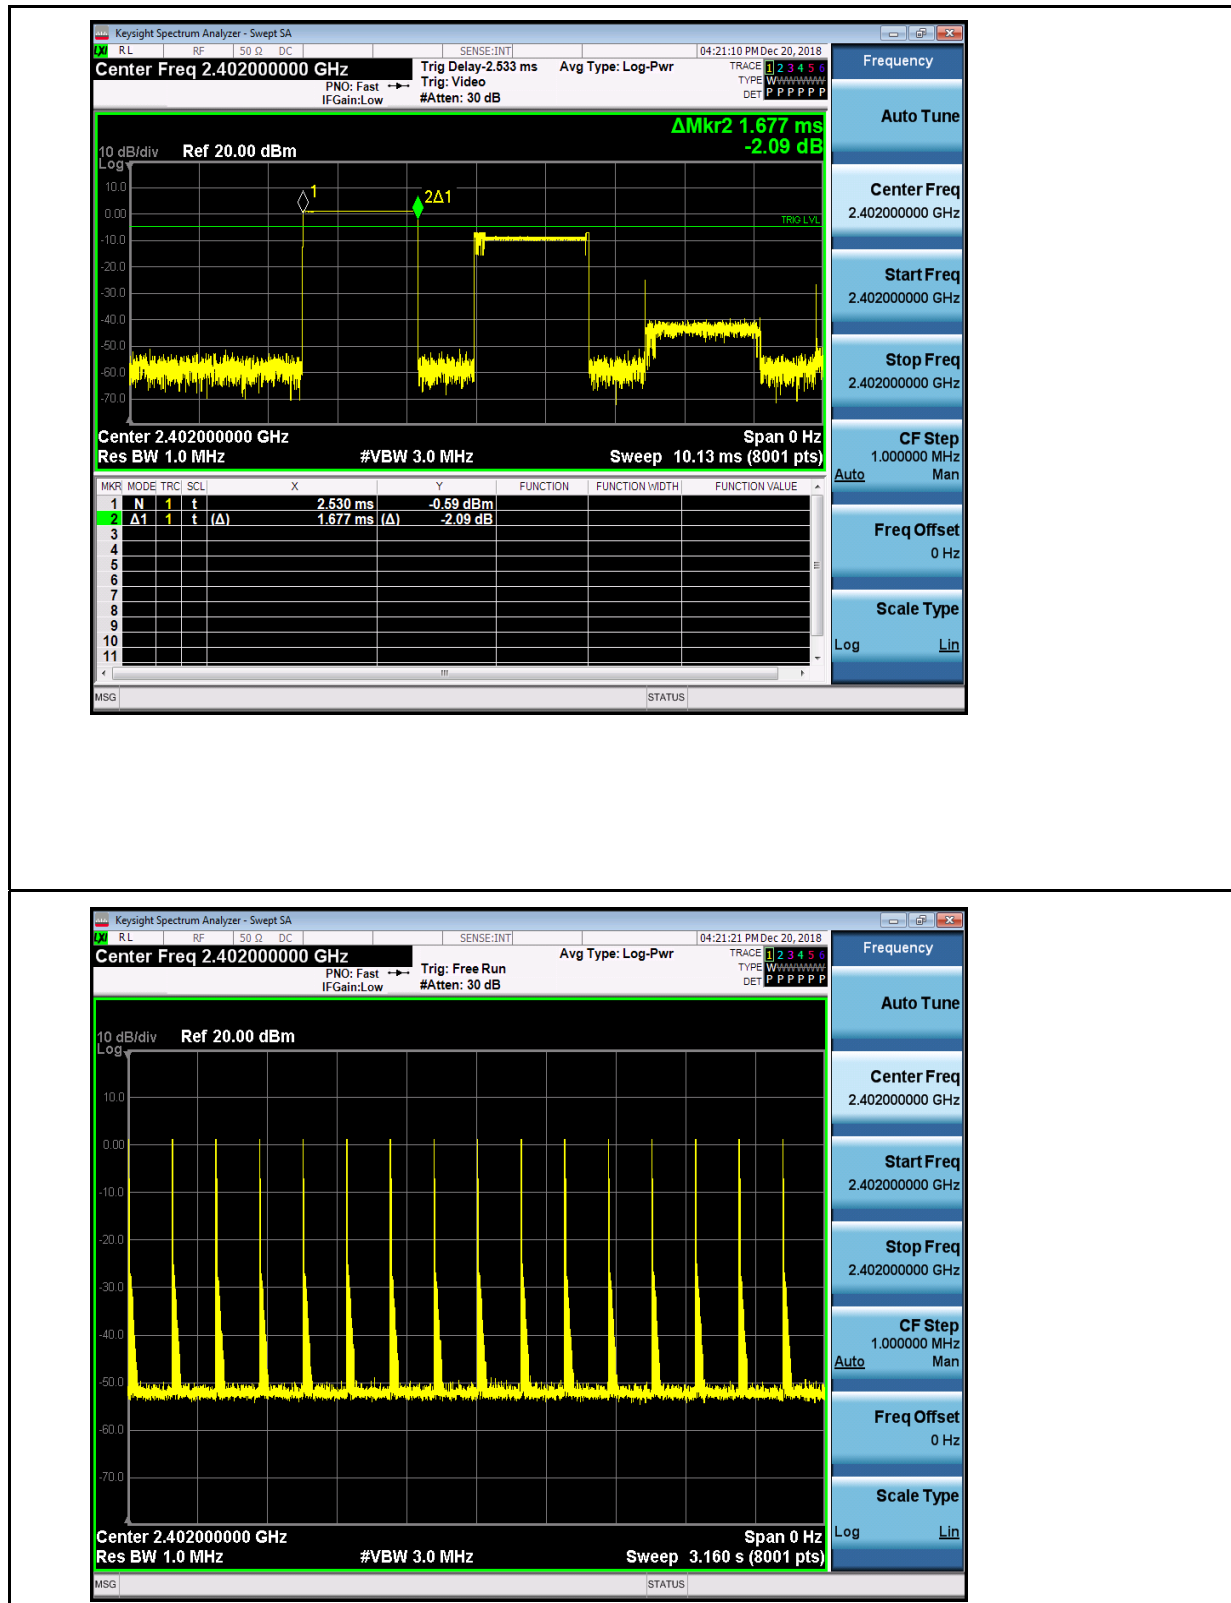 Keysight Spectrum Analyzer - Swept SA
LXI RL RF 50 Ω DC SENSE:INT 04:21:10 PM Dec 20, 2018
Center Freq 2.402000000 GHz
PNO: Fast
IFGain:Low
Trig Delay-2.533 ms
Trig: Video
#Atten: 30 dB
Avg Type: Log-Pwr
TRACE 1 2 3 4 5 6
TYPE WWWWWW
DET P P P P P P
ΔMkr2 1.677 ms
-2.09 dB
10 dB/div Ref 20.00 dBm
Log
10.0
0.00
-10.0
-20.0
-30.0
-40.0
-50.0
-60.0
-70.0
1
2Δ1
TRIG LVL
Center 2.402000000 GHz Span 0 Hz
Res BW 1.0 MHz #VBW 3.0 MHz Sweep 10.13 ms (8001 pts)
MKR MODE TRC SCL X Y FUNCTION FUNCTION WIDTH FUNCTION VALUE
1 N 1 t 2.530 ms -0.59 dBm
2 Δ1 1 t (Δ) 1.677 ms (Δ) -2.09 dB
3
4
5
6
7
8
9
10
11
MSG STATUS
Frequency
Auto Tune
Center Freq
2.402000000 GHz
Start Freq
2.402000000 GHz
Stop Freq
2.402000000 GHz
CF Step
1.000000 MHz
Auto Man
Freq Offset
0 Hz
Scale Type
Log Lin
Keysight Spectrum Analyzer - Swept SA
LXI RL RF 50 Ω DC SENSE:INT 04:21:21 PM Dec 20, 2018
Center Freq 2.402000000 GHz
PNO: Fast
IFGain:Low
Trig: Free Run
#Atten: 30 dB
Avg Type: Log-Pwr
TRACE 1 2 3 4 5 6
TYPE WWWWWW
DET P P P P P P
10 dB/div Ref 20.00 dBm
Log
10.0
0.00
-10.0
-20.0
-30.0
-40.0
-50.0
-60.0
-70.0
Center 2.402000000 GHz Span 0 Hz
Res BW 1.0 MHz #VBW 3.0 MHz Sweep 3.160 s (8001 pts)
MSG STATUS
Frequency
Auto Tune
Center Freq
2.402000000 GHz
Start Freq
2.402000000 GHz
Stop Freq
2.402000000 GHz
CF Step
1.000000 MHz
Auto Man
Freq Offset
0 Hz
Scale Type
Log Lin